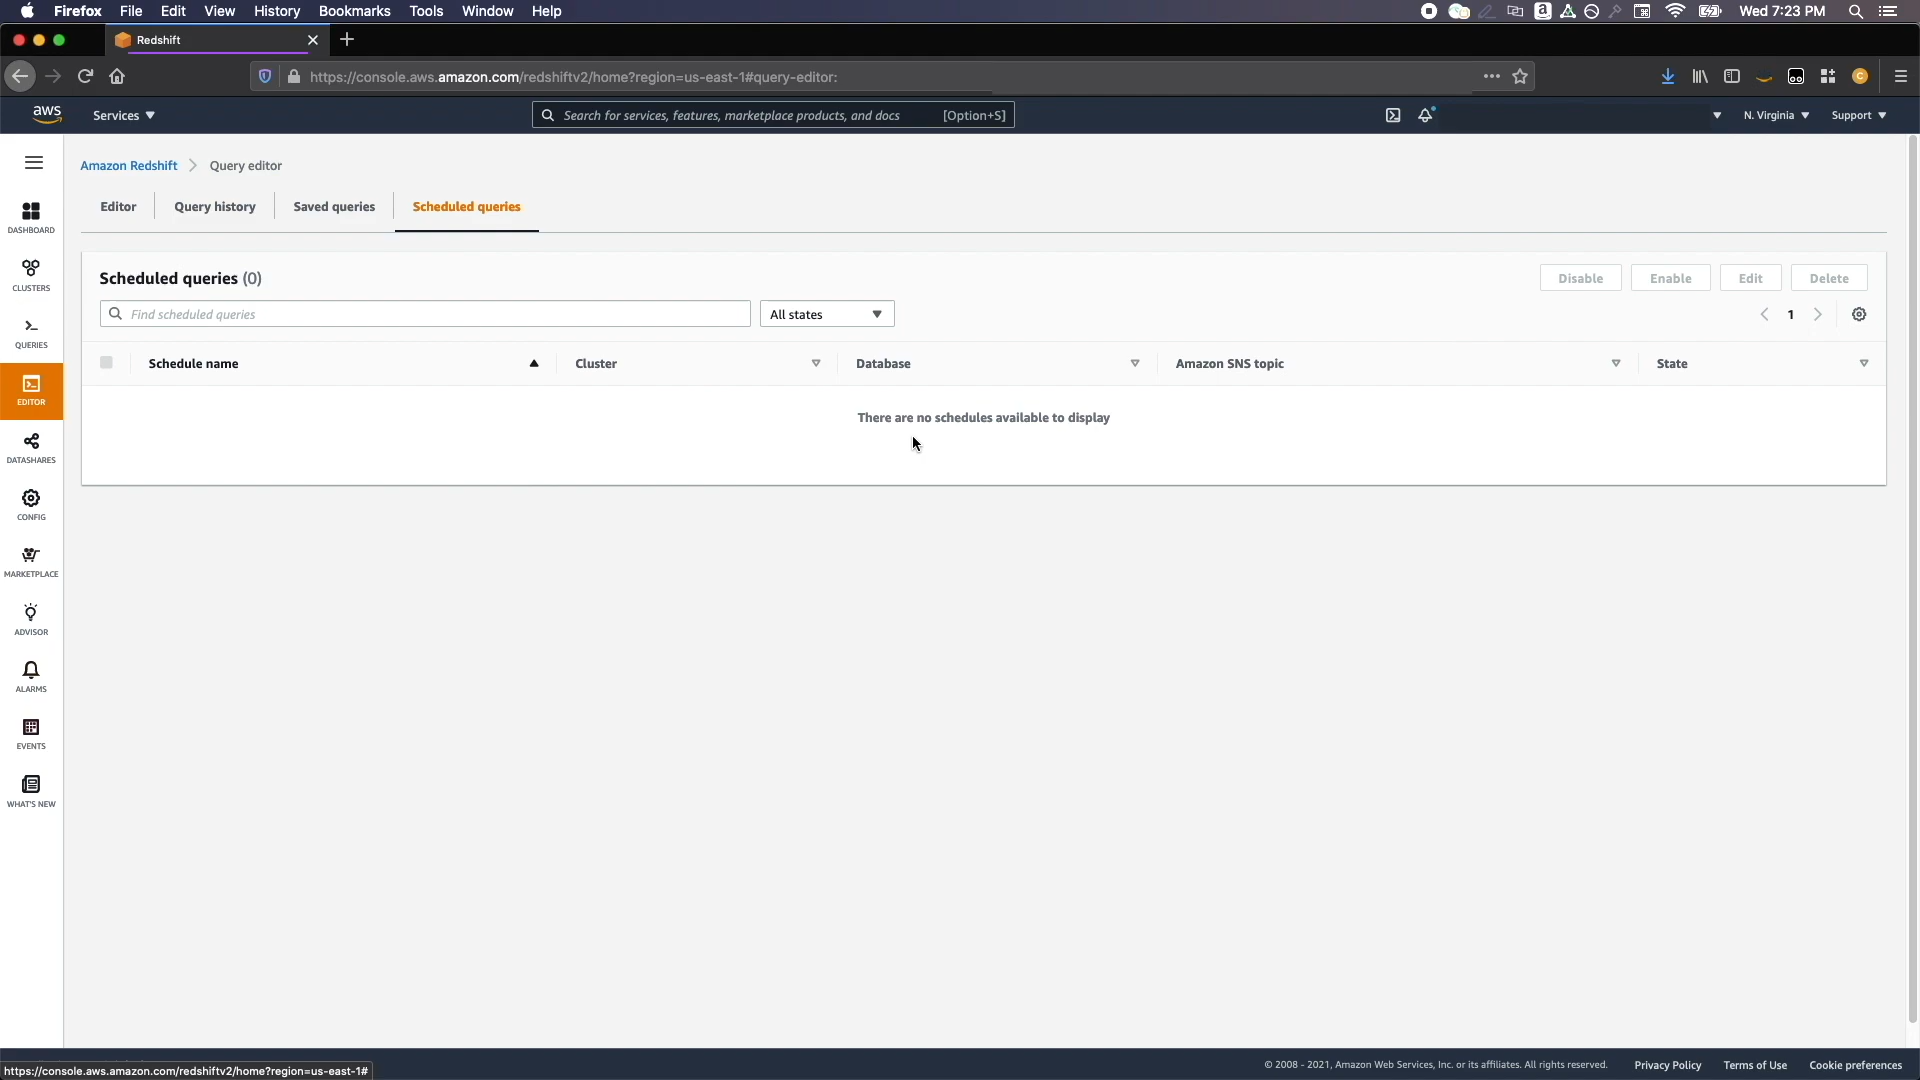 Firefox File Edit View History Bookmarks Tools Window Help Wed 7:23 PM
Redshift
https://console.aws.amazon.com/redshiftv2/home?region=us-east-1#query-editor:
aws Services Search for services, features, marketplace products, and docs [Option+S] N. Virginia Support
Amazon Redshift > Query editor
Editor Query history Saved queries Scheduled queries
Scheduled queries (0) Disable Enable Edit Delete
Find scheduled queries All states 1
Schedule name Cluster Database Amazon SNS topic State
There are no schedules available to display
DASHBOARD
CLUSTERS
QUERIES
EDITOR
DATASHARES
CONFIG
MARKETPLACE
ADVISOR
ALARMS
EVENTS
WHAT'S NEW
© 2008 - 2021, Amazon Web Services, Inc. or its affiliates. All rights reserved. Privacy Policy Terms of Use Cookie preferences
https://console.aws.amazon.com/redshiftv2/home?region=us-east-1#